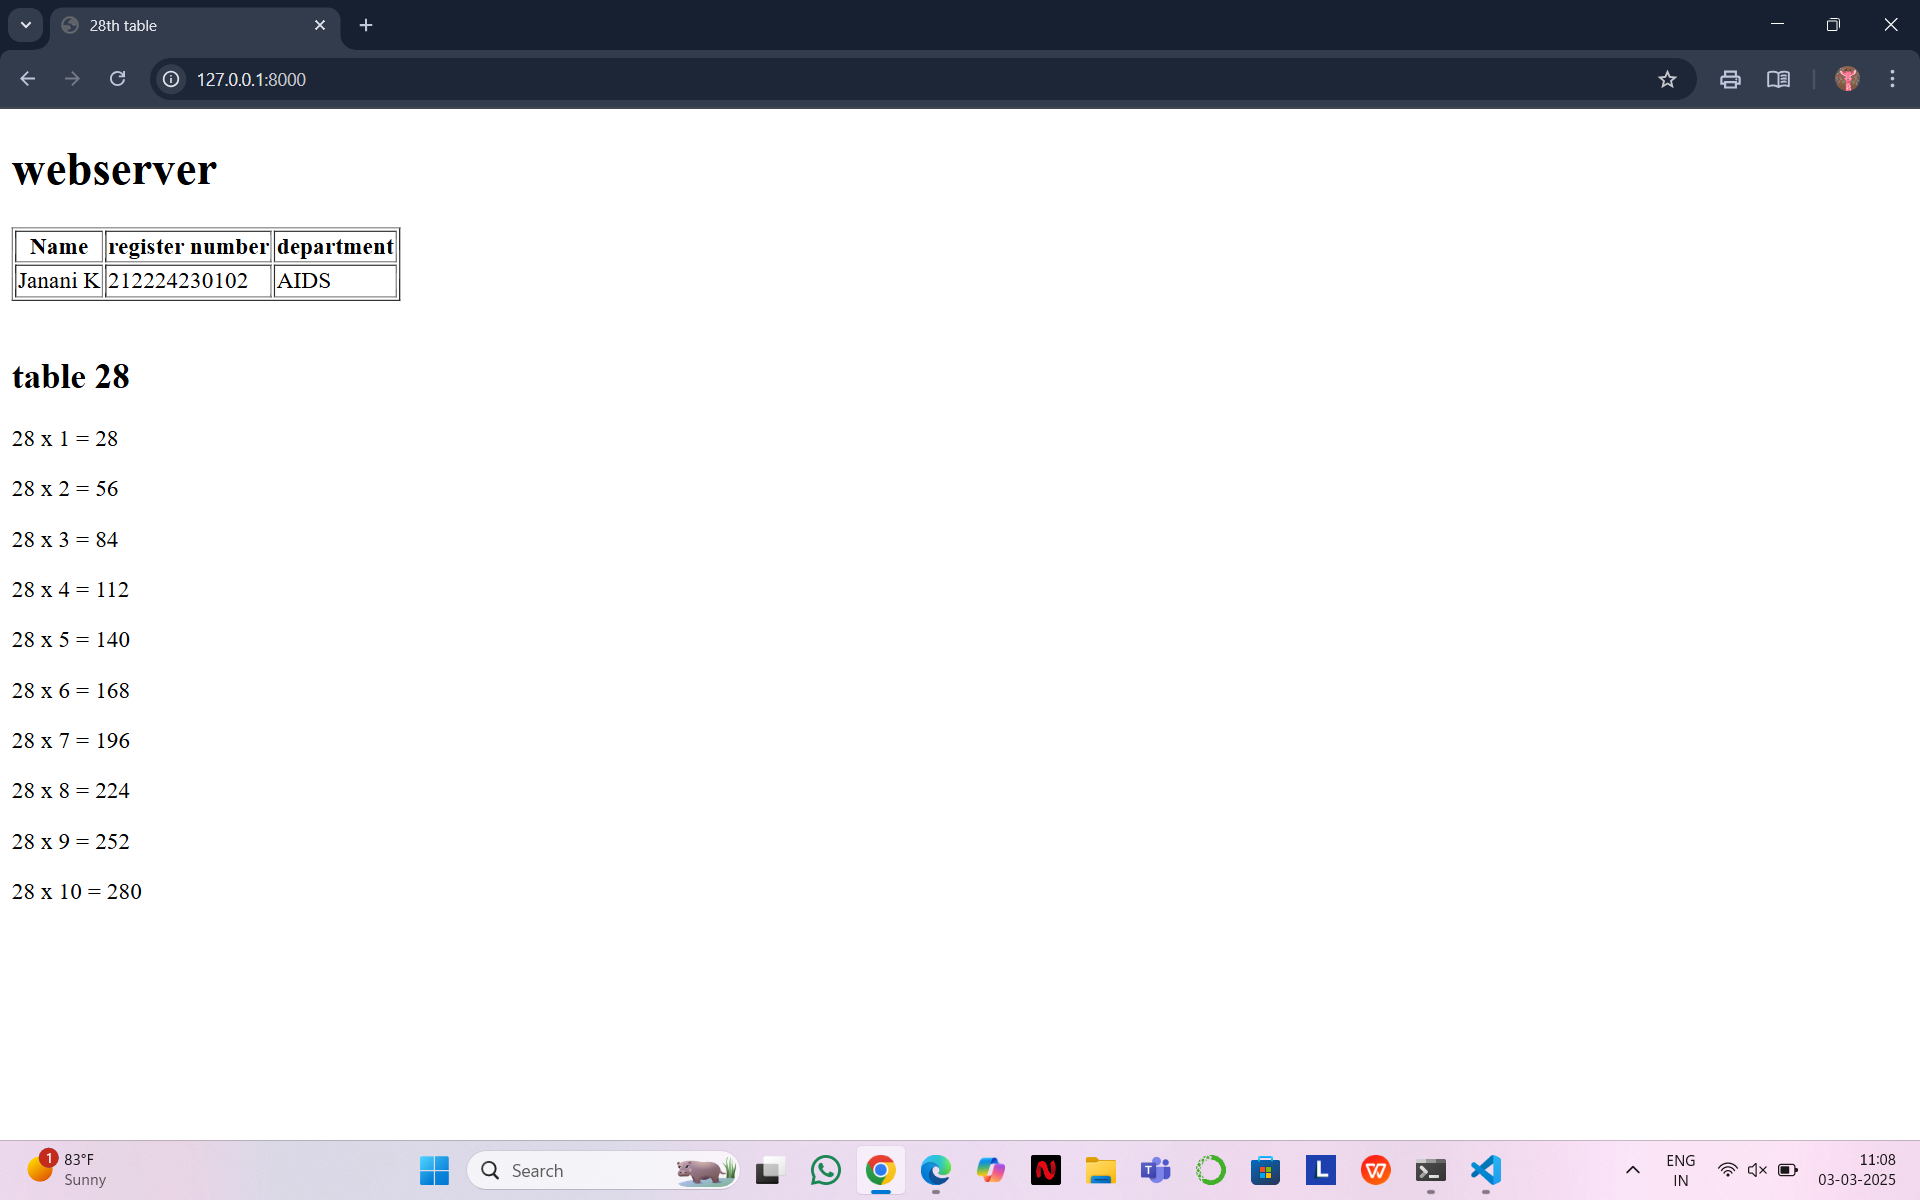 28th table
127.0.0.1:8000
webserver
Name register number department
Janani K 212224230102 AIDS
table 28
28 x 1 = 28
28 x 2 = 56
28 x 3 = 84
28 x 4 = 112
28 x 5 = 140
28 x 6 = 168
28 x 7 = 196
28 x 8 = 224
28 x 9 = 252
28 x 10 = 280
1
83°F
Sunny
Search
T
L
W
ENG
IN
11:08
03-03-2025